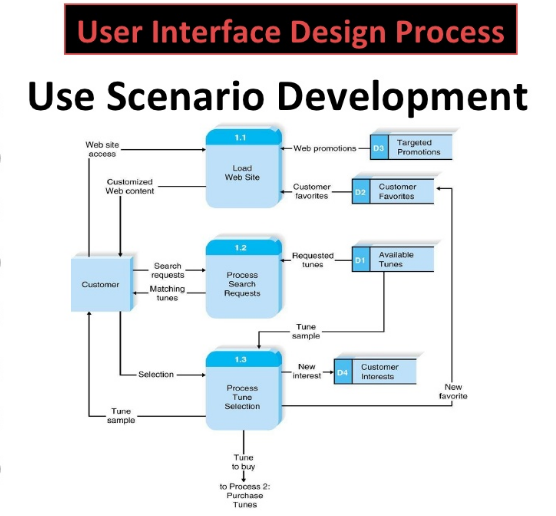 User Interface Design Process
Use Scenario Development
1.1
Load
Web Site
Web site
access
Web promotions
D3
Targeted
Promotions
Customized
Web content
Customer
favorites
D2
Customer
Favorites
1.2
Process
Search
Requests
Requested
tunes
D1
Available
Tunes
Customer
Search
requests
Matching
tunes
Tune
sample
1.3
Process
Tune
Selection
Selection
New
interest
D4
Customer
Interests
New
favorite
Tune
sample
Tune
to buy
to Process 2:
Purchase
Tunes